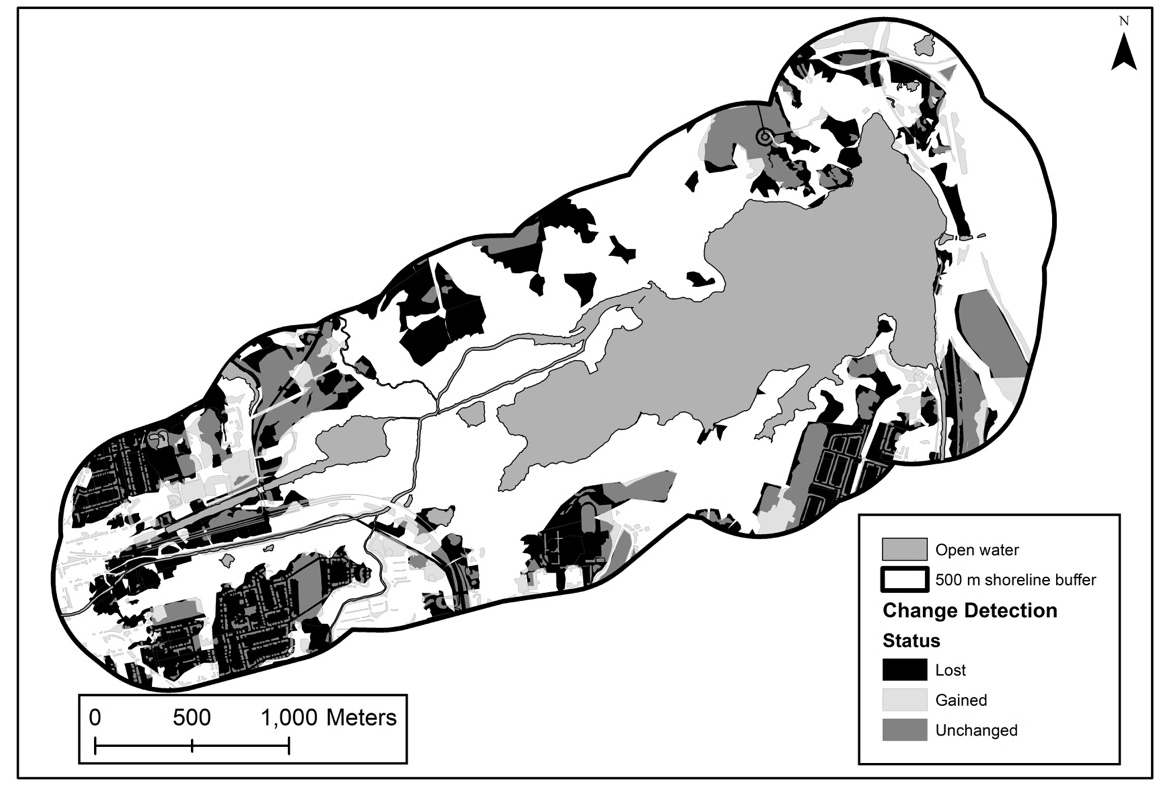 N
Open water
500 m shoreline buffer
Change Detection
Status
Lost
Gained
Unchanged
0 500 1,000 Meters